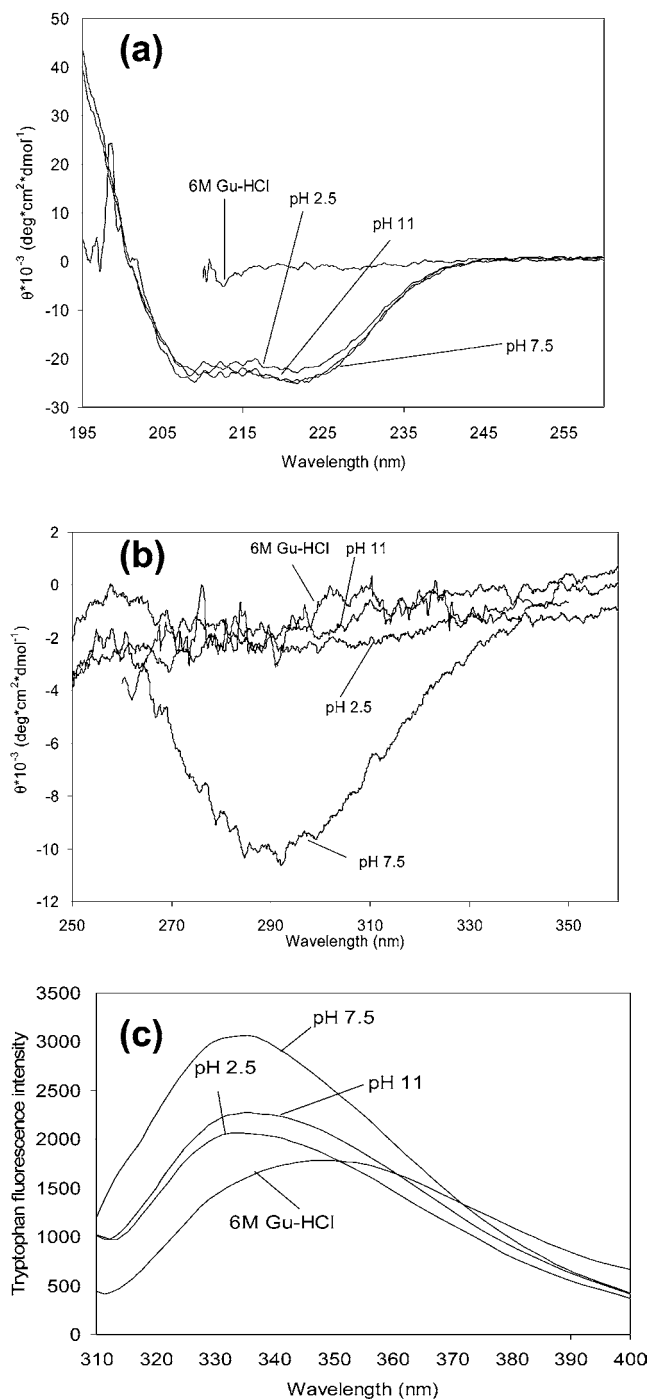 (a)
50
40
30
20
10
0
-10
-20
-30
θ*10⁻³ (deg*cm²*dmol⁻¹)
6M Gu-HCl
pH 2.5
pH 11
pH 7.5
195 205 215 225 235 245 255
Wavelength (nm)
(b)
2
0
-2
-4
-6
-8
-10
-12
θ*10⁻³ (deg*cm²*dmol⁻¹)
6M Gu-HCl
pH 11
pH 2.5
pH 7.5
250 270 290 310 330 350
Wavelength (nm)
(c)
3500
3000
2500
2000
1500
1000
500
0
Tryptophan fluorescence intensity
pH 7.5
pH 2.5
pH 11
6M Gu-HCl
310 320 330 340 350 360 370 380 390 400
Wavelength (nm)